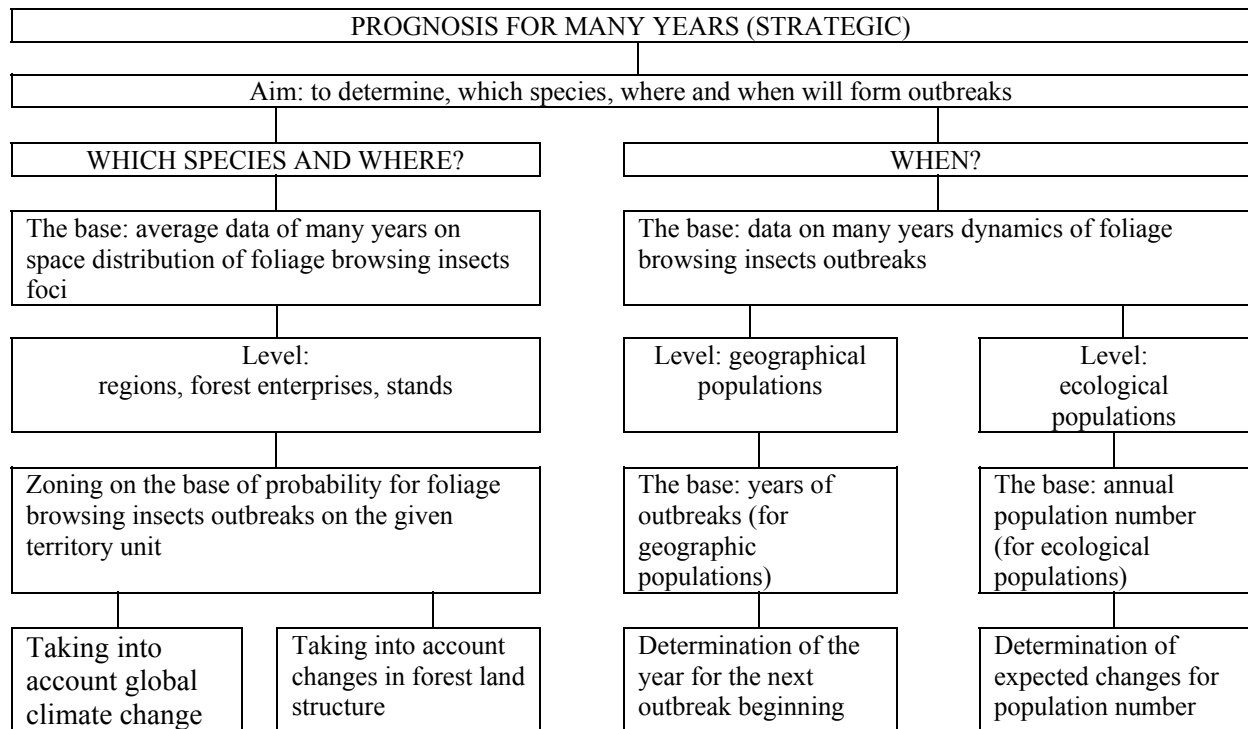 PROGNOSIS FOR MANY YEARS (STRATEGIC)
Aim: to determine, which species, where and when will form outbreaks
WHICH SPECIES AND WHERE?
WHEN?
The base: average data of many years on
space distribution of foliage browsing insects
foci
The base: data on many years dynamics of foliage
browsing insects outbreaks
Level:
regions, forest enterprises, stands
Level: geographical
populations
Level:
ecological
populations
Zoning on the base of probability for foliage
browsing insects outbreaks on the given
territory unit
The base: years of
outbreaks (for
geographic
populations)
The base: annual
population number
(for ecological
populations)
Taking into
account global
climate change
Taking into account
changes in forest land
structure
Determination of the
year for the next
outbreak beginning
Determination of
expected changes for
population number